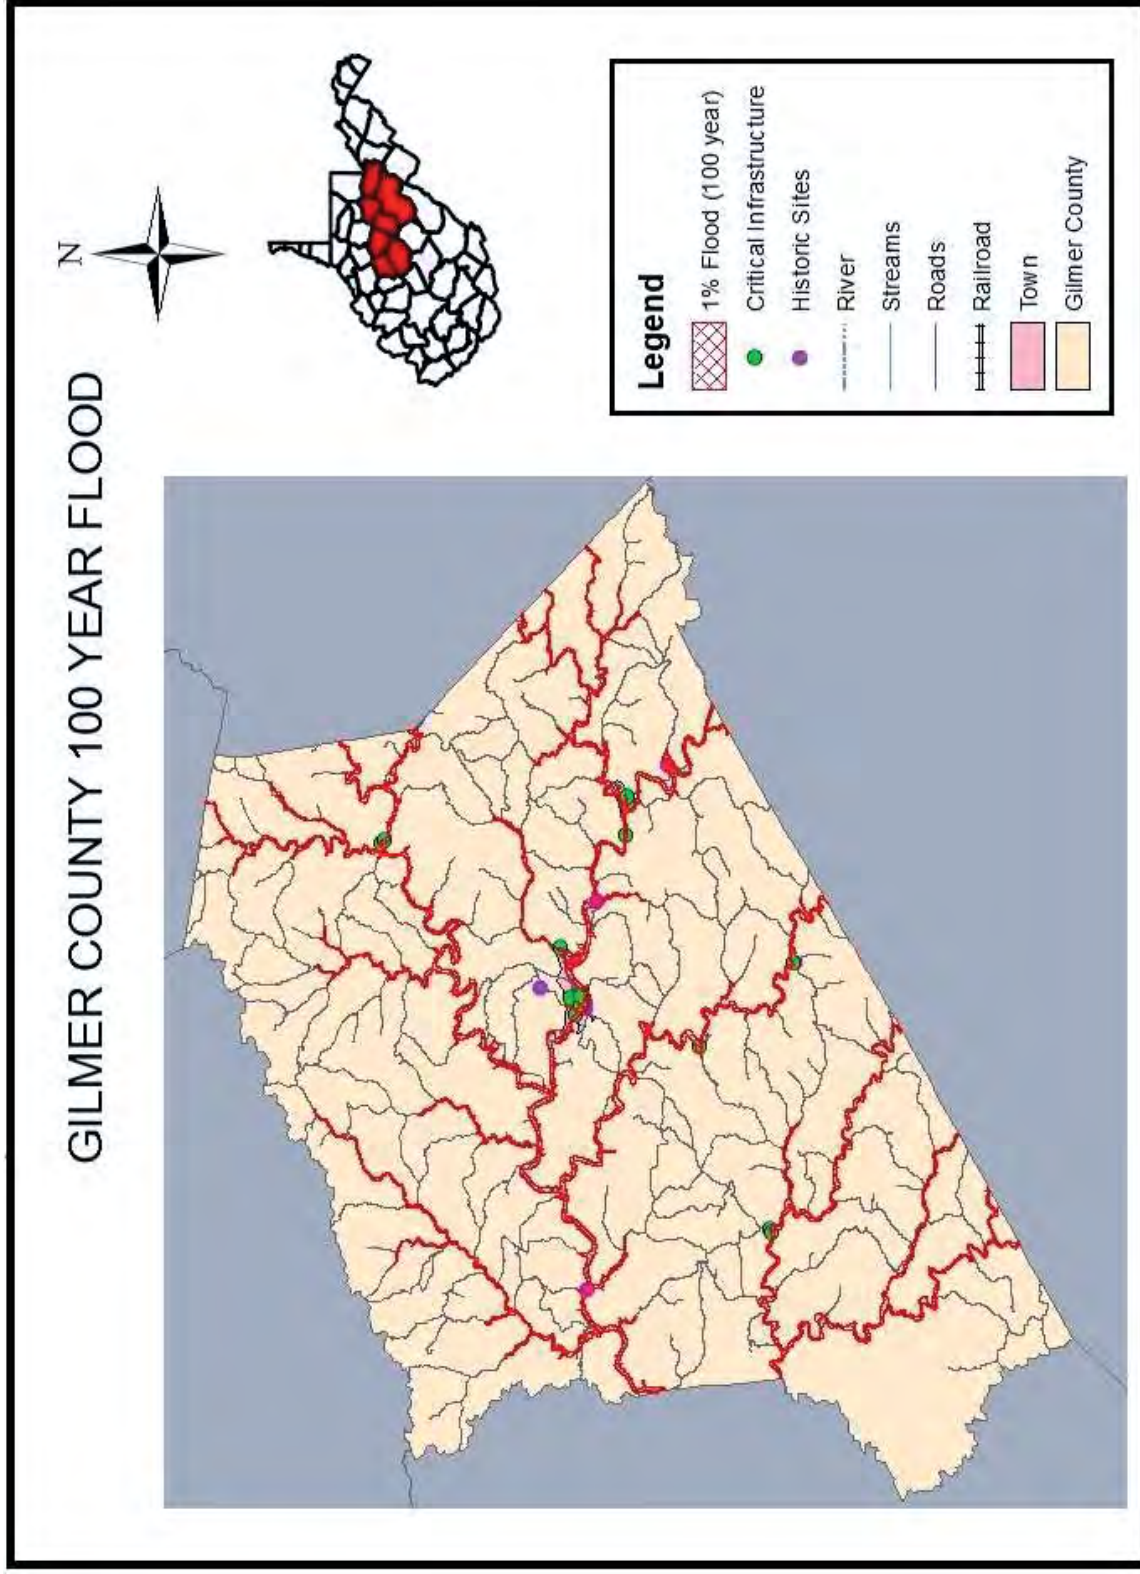 GILMER COUNTY 100 YEAR FLOOD
N
Legend
1% Flood (100 year)
Critical Infrastructure
Historic Sites
River
Streams
Roads
Railroad
Town
Gilmer County